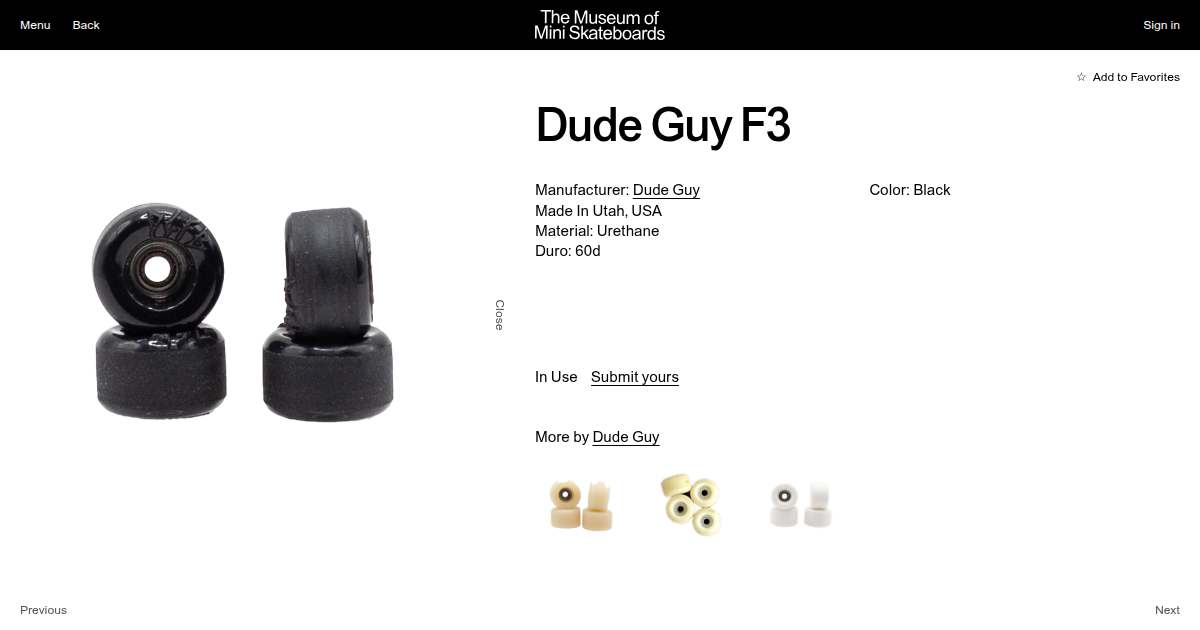 Menu
Back
The Museum of
Mini Skateboards
Sign in
☆ Add to Favorites
Dude Guy F3
Manufacturer: Dude Guy
Made In Utah, USA
Material: Urethane
Duro: 60d
Color: Black
Close
In Use
Submit yours
More by Dude Guy
Previous
Next